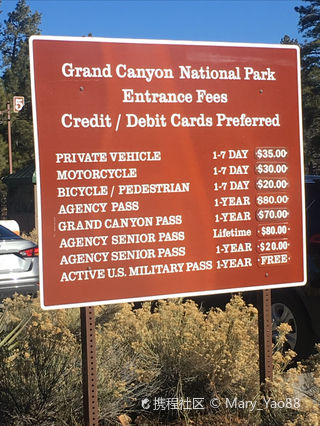 Grand Canyon National Park
Entrance Fees
Credit / Debit Cards Preferred
PRIVATE VEHICLE 1-7 DAY $35.00
MOTORCYCLE 1-7 DAY $30.00
BICYCLE / PEDESTRIAN 1-7 DAY $20.00
AGENCY PASS 1-YEAR $80.00
GRAND CANYON PASS 1-YEAR $70.00
AGENCY SENIOR PASS Lifetime $80.00
AGENCY SENIOR PASS 1-YEAR $20.00
ACTIVE U.S. MILITARY PASS 1-YEAR FREE
5
携程社区 © Mary_Yao88